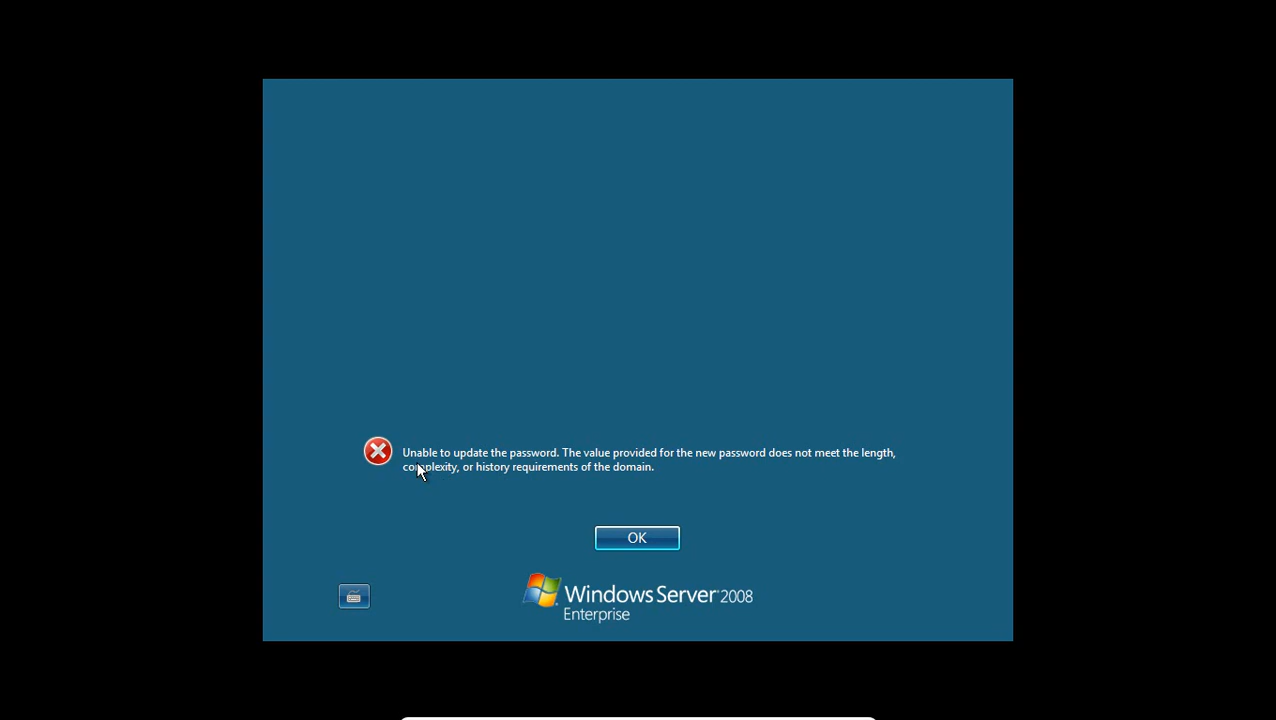 Unable to update the password. The value provided for the new password does not meet the length,
complexity, or history requirements of the domain.
OK
Windows Server 2008
Enterprise